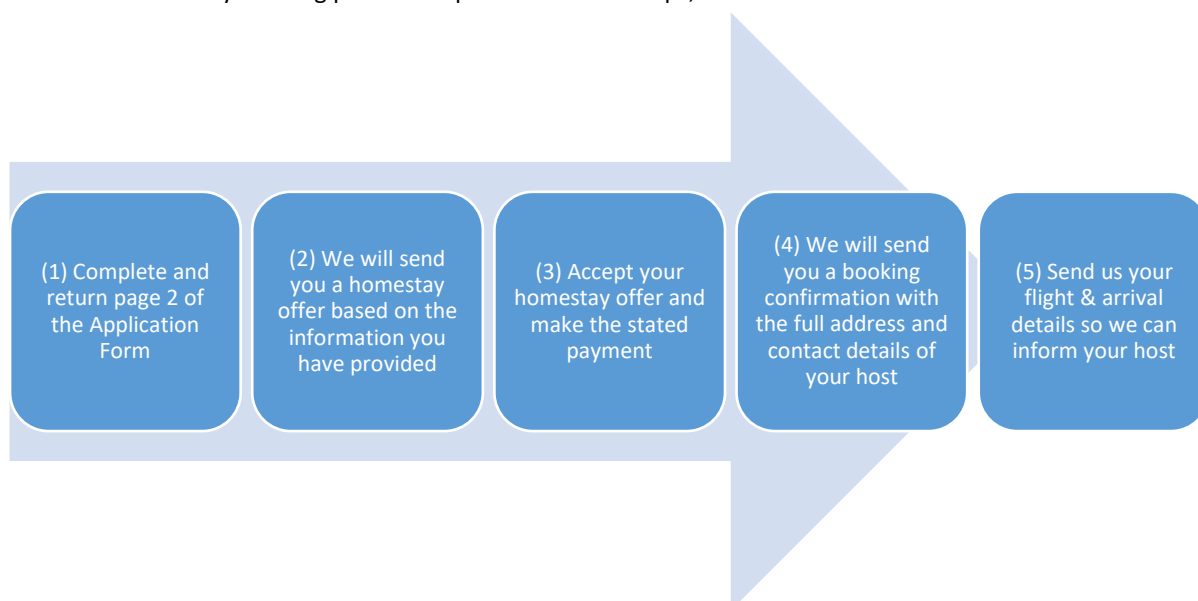 (1) Complete and
return page 2 of
the Application
Form
(2) We will send
you a homestay
offer based on the
information you
have provided
(3) Accept your
homestay offer and
make the stated
payment
(4) We will send
you a booking
confirmation with
the full address and
contact details of
your host
(5) Send us your
flight & arrival
details so we can
inform your host